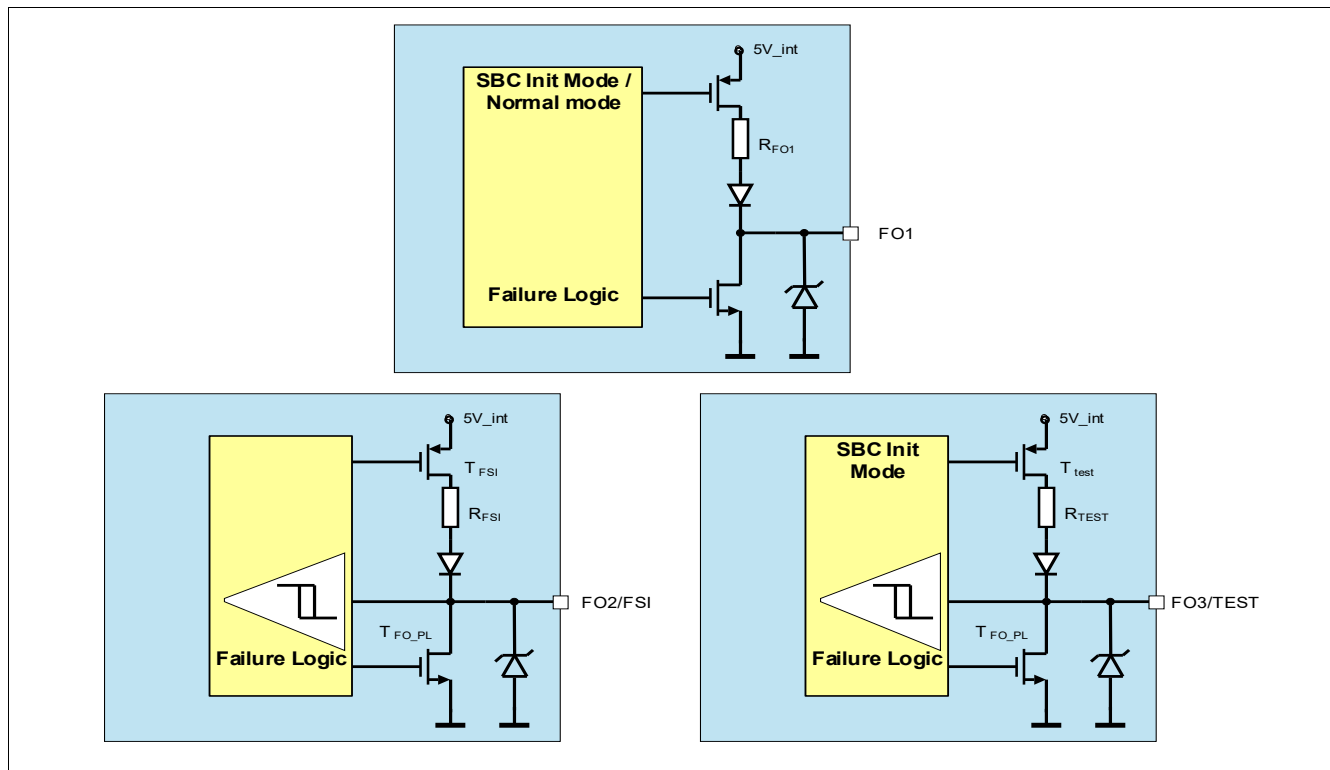 5V_int
SBC Init Mode /
Normal mode
RFO1
FO1
Failure Logic
5V_int
TFSI
RFSI
FO2/FSI
TFO_PL
Failure Logic
5V_int
SBC Init
Mode
Ttest
RTEST
FO3/TEST
TFO_PL
Failure Logic